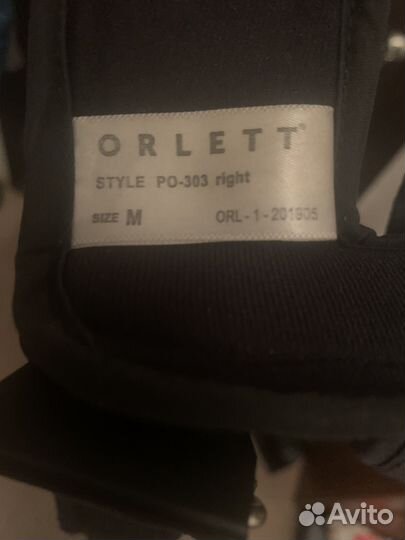 ORLETT®
STYLE PO-303 right
SIZE M ORL-1-201905
Avito